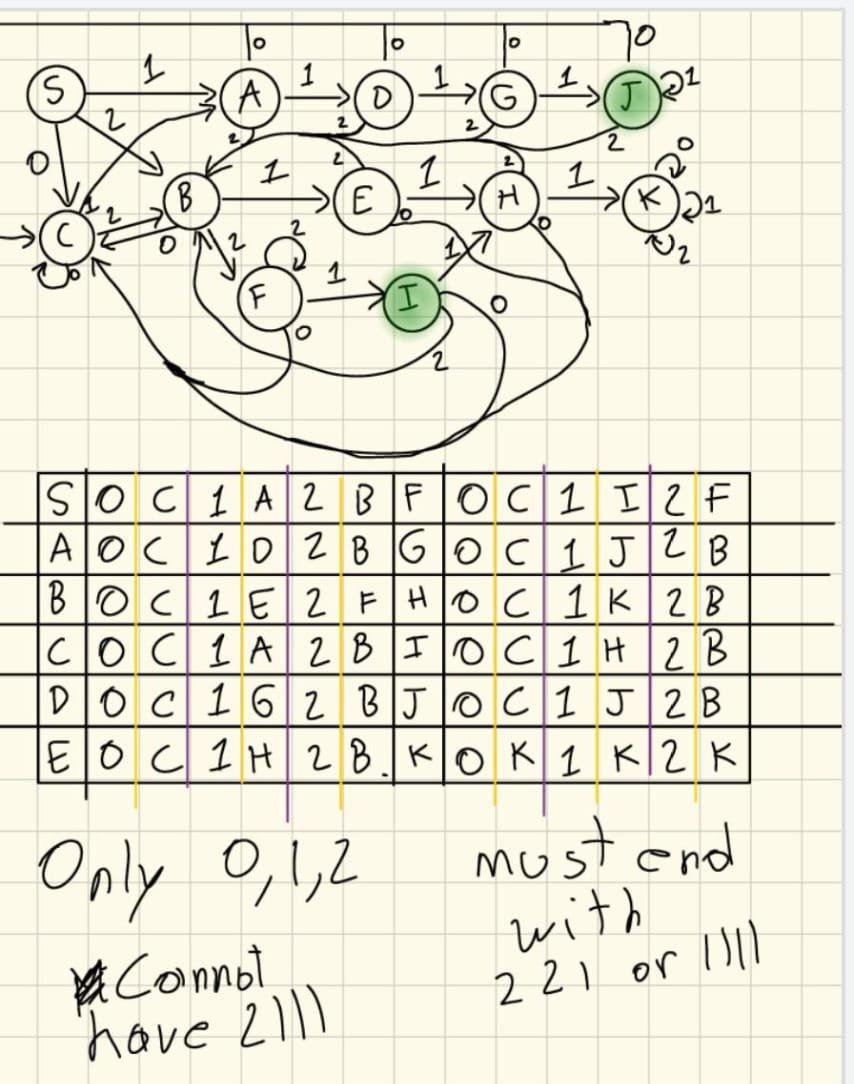 0 0 0 0
S 1 A 1 D 1 G 1 J 1
2 2 2 2 2
0 1 2 B 1 E 2 0 1 H 2 0 1 K 0 1 2
C 0 0 2 F 2 1 I 1
0 0 2 0
S 0 C 1 A 2 B F 0 C 1 I 2 F
A 0 C 1 D 2 B G 0 C 1 J 2 B
B 0 C 1 E 2 F H 0 C 1 K 2 B
C 0 C 1 A 2 B I 0 C 1 H 2 B
D 0 C 1 G 2 B J 0 C 1 J 2 B
E 0 C 1 H 2 B. K 0 K 1 K 2 K
Only 0,1,2
Cannot
have 2111
must end
with
221 or 1111